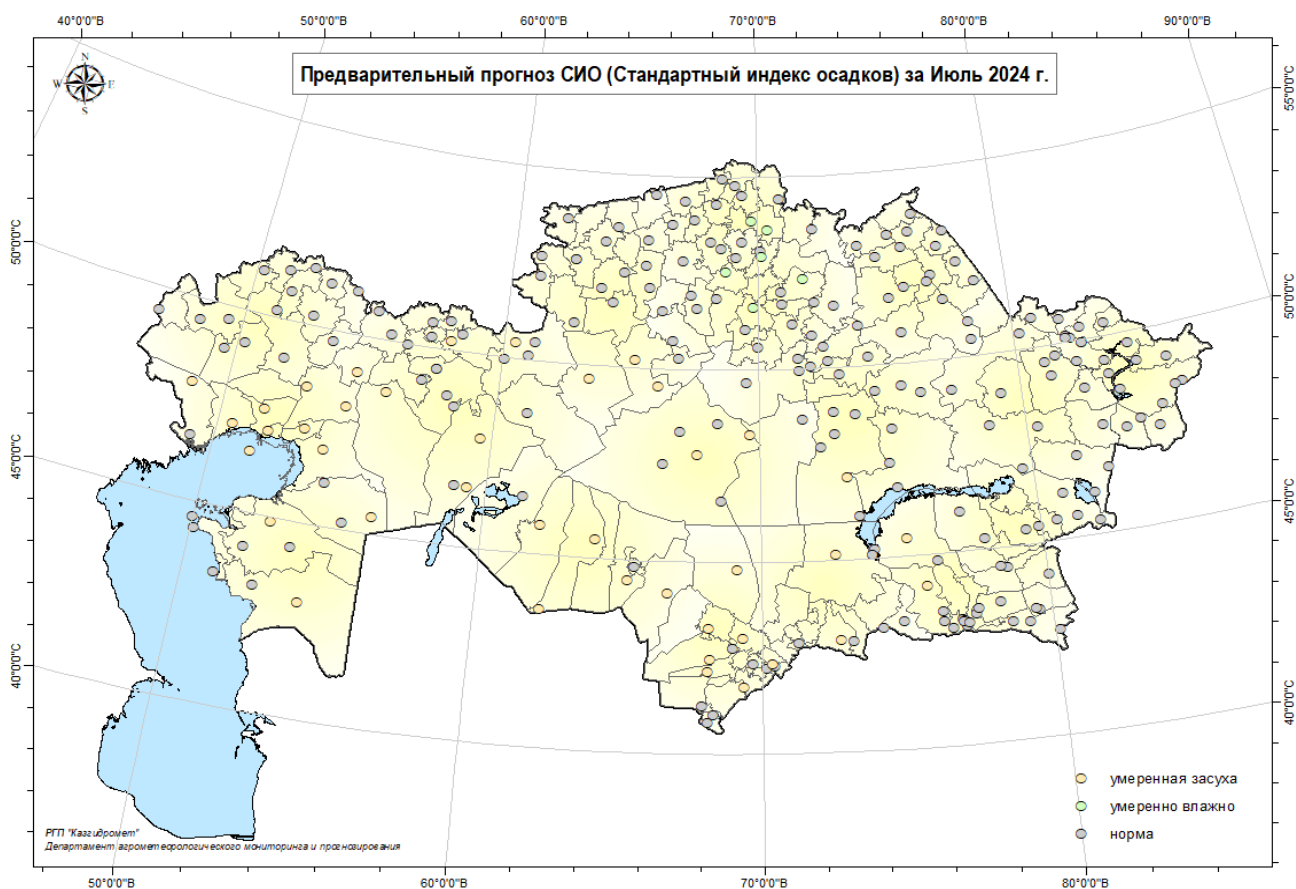 40°0'0"В 50°0'0"В 60°0'0"В 70°0'0"В 80°0'0"В 90°0'0"В
Предварительный прогноз СИО (Стандартный индекс осадков) за Июль 2024 г.
N
W E
S
55°0'0"С
50°0'0"С
50°0'0"С
45°0'0"С
45°0'0"С
40°0'0"С
40°0'0"С
умеренная засуха
умеренно влажно
норма
РГП "Казгидромет"
Департамент агрометеорологического мониторинга и прогнозирования
50°0'0"В 60°0'0"В 70°0'0"В 80°0'0"В